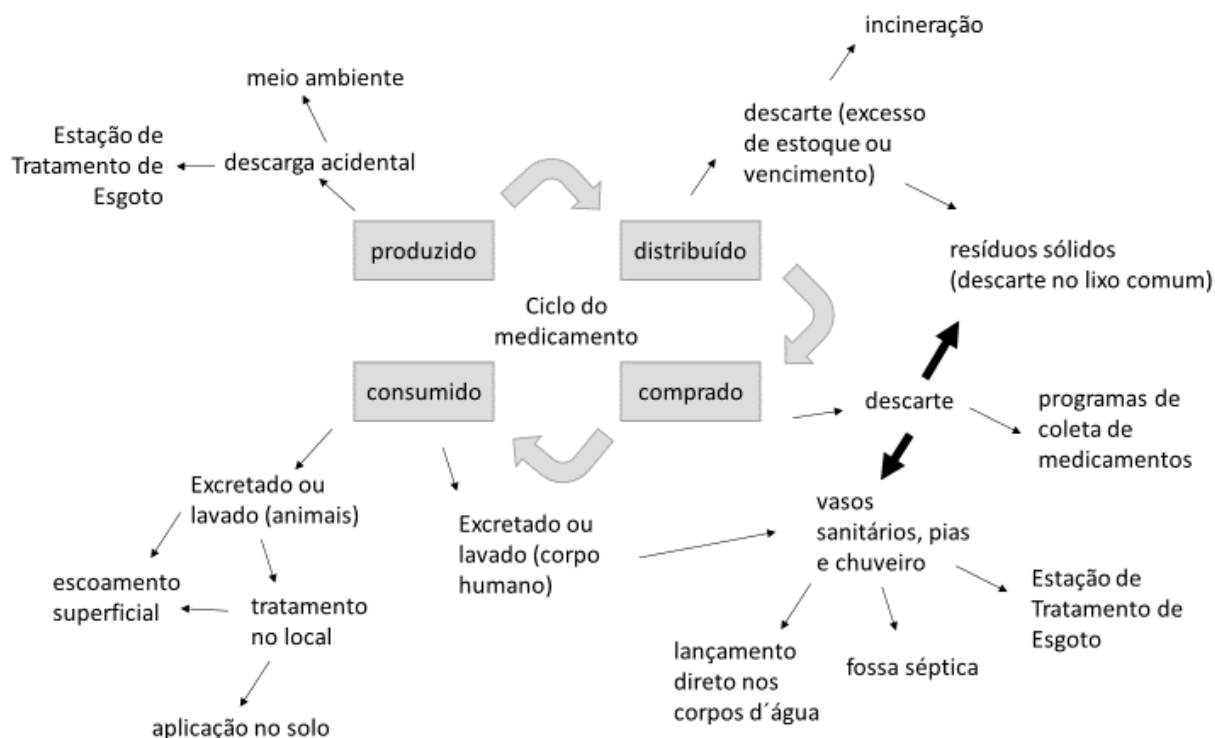 incineração
meio ambiente
descarte (excesso
de estoque ou
vencimento)
Estação de
Tratamento de
Esgoto
descarga acidental
produzido
distribuído
resíduos sólidos
(descarte no lixo comum)
Ciclo do
medicamento
consumido
comprado
descarte
programas de
coleta de
medicamentos
Excretado ou
lavado (animais)
Excretado ou
lavado (corpo
humano)
vasos
sanitários, pias
e chuveiro
escoamento
superficial
tratamento
no local
Estação de
Tratamento de
Esgoto
lançamento
direto nos
corpos d´água
fossa séptica
aplicação no solo